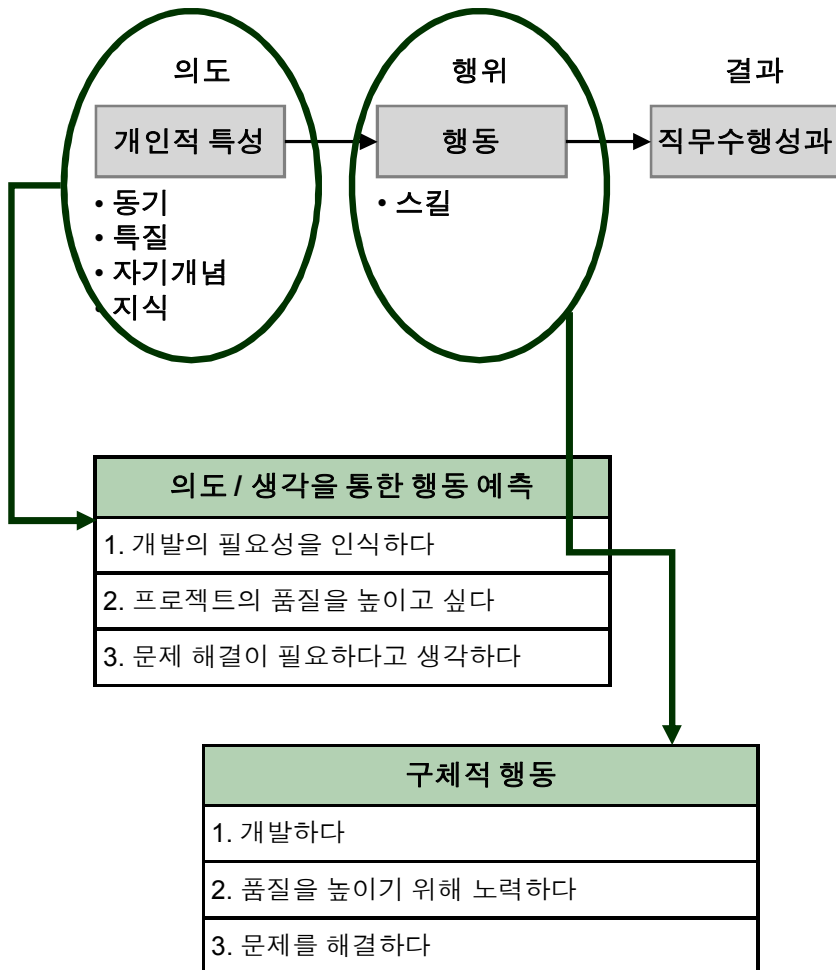 의도
행위
결과
개인적 특성
행동
직무수행성과
• 동기
• 특질
• 자기개념
• 지식
• 스킬
의도 / 생각을 통한 행동 예측
1. 개발의 필요성을 인식하다
2. 프로젝트의 품질을 높이고 싶다
3. 문제 해결이 필요하다고 생각하다
구체적 행동
1. 개발하다
2. 품질을 높이기 위해 노력하다
3. 문제를 해결하다